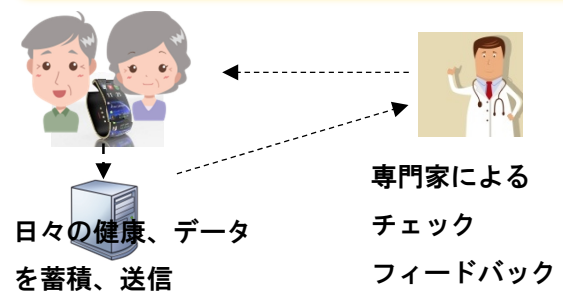 日々の健康、データ
を蓄積、送信
専門家による
チェック
フィードバック